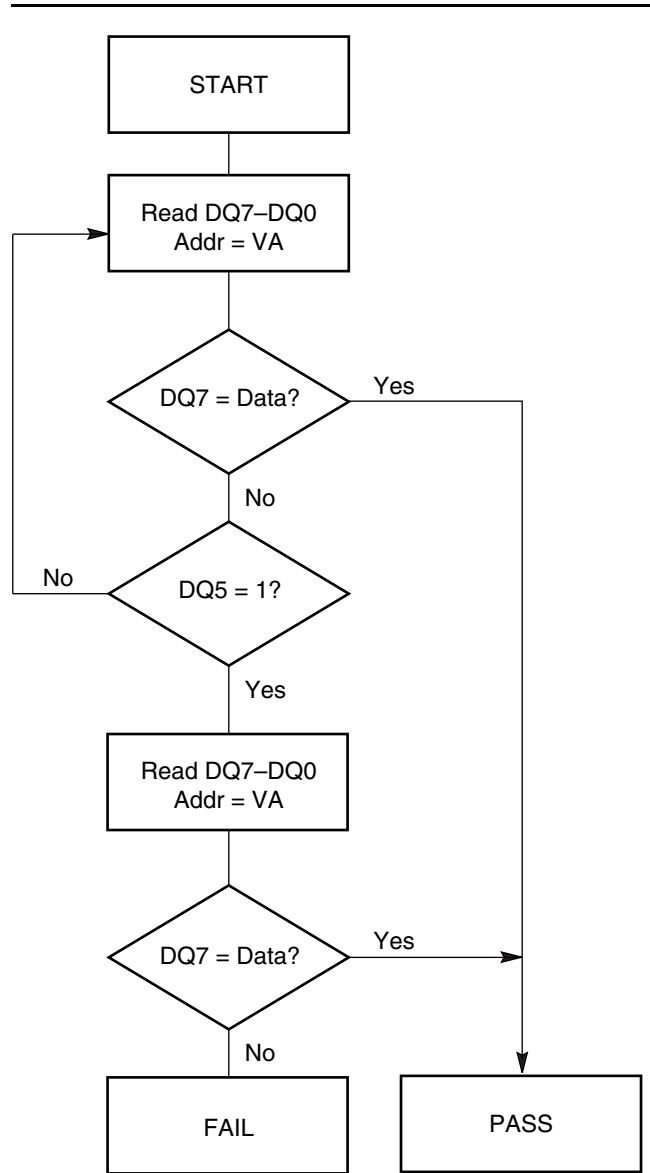 START
Read DQ7–DQ0
Addr = VA
DQ7 = Data?
Yes
No
No
DQ5 = 1?
Yes
Read DQ7–DQ0
Addr = VA
DQ7 = Data?
Yes
No
FAIL
PASS